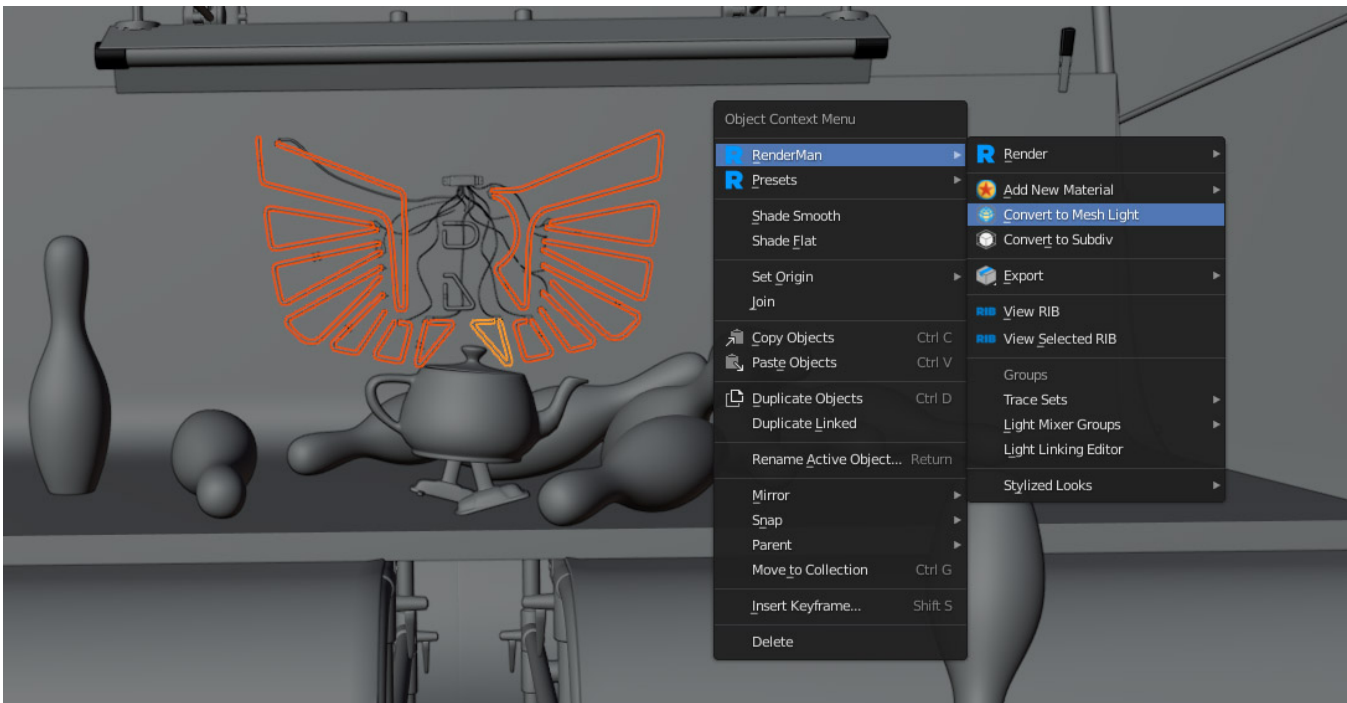 Object Context Menu
RenderMan
Presets
Shade Smooth
Shade Flat
Set Origin
Join
Copy Objects Ctrl C
Paste Objects Ctrl V
Duplicate Objects Ctrl D
Duplicate Linked
Rename Active Object... Return
Mirror
Snap
Parent
Move to Collection Ctrl G
Insert Keyframe... Shift S
Delete
Render
Add New Material
Convert to Mesh Light
Convert to Subdiv
Export
RIB View RIB
RIB View Selected RIB
Groups
Trace Sets
Light Mixer Groups
Light Linking Editor
Stylized Looks